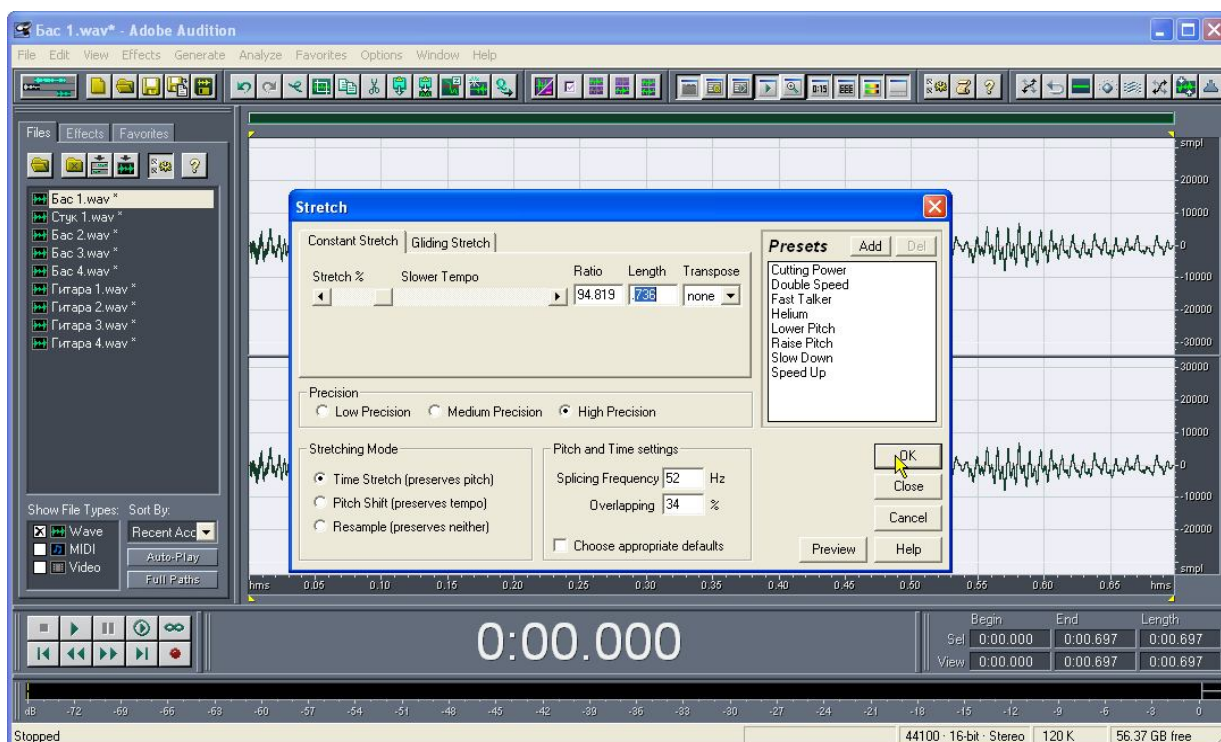 Бас 1.wav* - Adobe Audition
File Edit View Effects Generate Analyze Favorites Options Window Help
Files Effects Favorites
Бас 1.wav *
Стук 1.wav *
Бас 2.wav *
Бас 3.wav *
Бас 4.wav *
Гитара 1.wav *
Гитара 2.wav *
Гитара 3.wav *
Гитара 4.wav *
Show File Types: Sort By:
Wave Recent Acc
MIDI Auto-Play
Video Full Paths
Stretch
Constant Stretch Gliding Stretch
Stretch % Slower Tempo Ratio Length Transpose
94.819 .736 none
Precision
Low Precision Medium Precision High Precision
Stretching Mode
Time Stretch (preserves pitch)
Pitch Shift (preserves tempo)
Resample (preserves neither)
Pitch and Time settings
Splicing Frequency 52 Hz
Overlapping 34 %
Choose appropriate defaults
Presets Add Del
Cutting Power
Double Speed
Fast Talker
Helium
Lower Pitch
Raise Pitch
Slow Down
Speed Up
OK
Close
Cancel
Preview Help
smpl
20000
10000
0
-10000
-20000
-30000
30000
20000
10000
0
-10000
-20000
smpl
hms 0.05 0.10 0.15 0.20 0.25 0.30 0.35 0.40 0.45 0.50 0.55 0.60 0.65 hms
0:00.000
Begin End Length
Sel 0:00.000 0:00.697 0:00.697
View 0:00.000 0:00.697 0:00.697
dB -72 -69 -66 -63 -60 -57 -54 -51 -48 -45 -42 -39 -36 -33 -30 -27 -24 -21 -18 -15 -12 -9 -6 -3 0
Stopped 44100 · 16-bit · Stereo 120 K 56.37 GB free